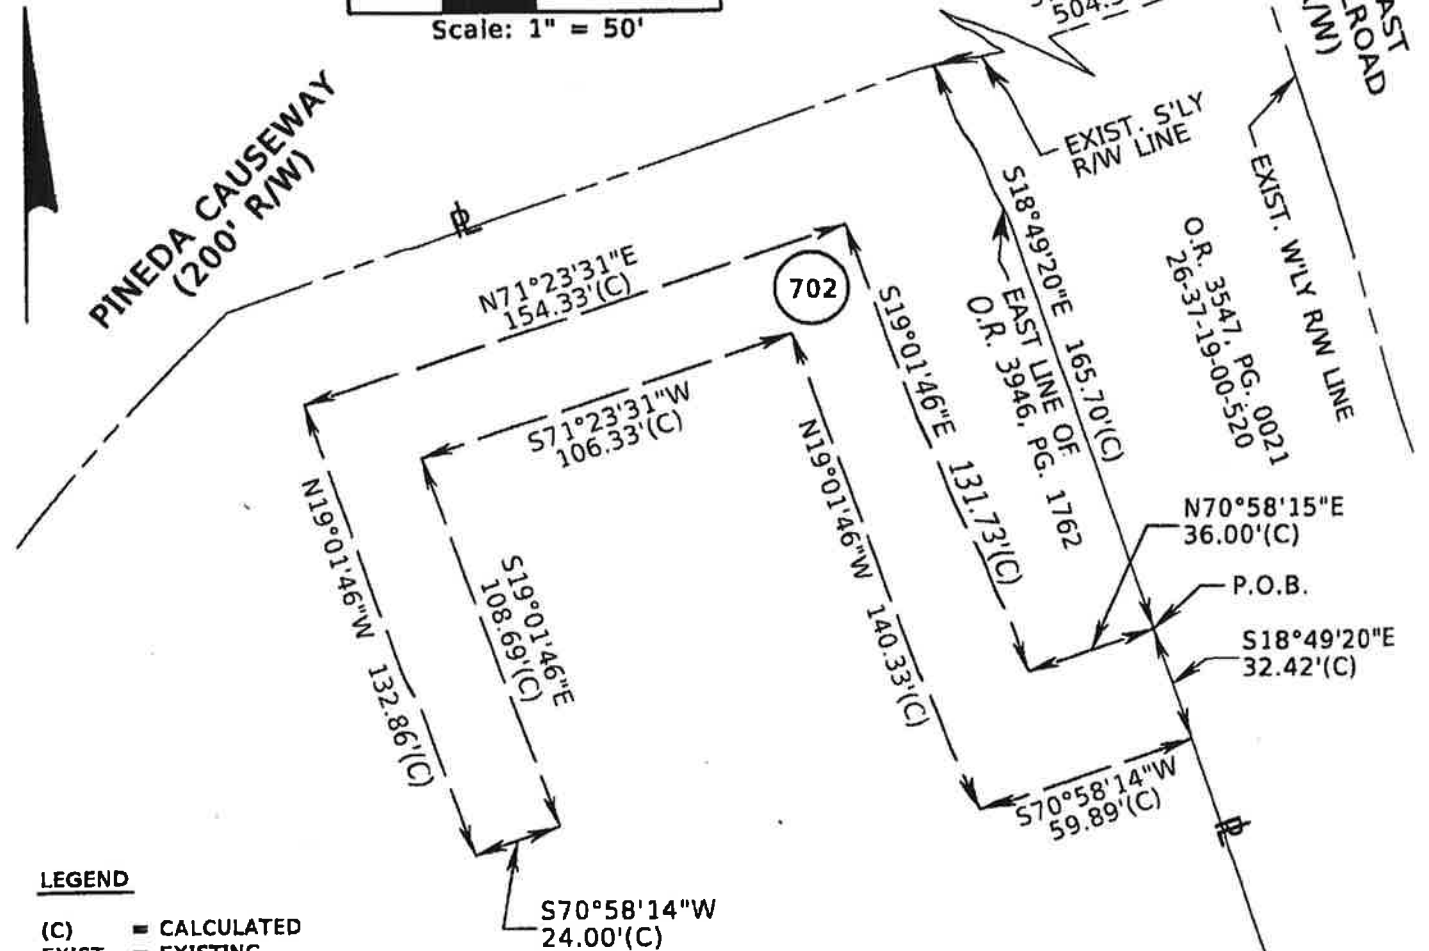 Scale: 1" = 50'
AST
ROAD
/W)
PINEDA CAUSEWAY
(200' R/W)
EXIST. S'LY
R/W LINE
EXIST. W'LY R/W LINE
N71°23'31"E
154.33'(C)
702
S18°49'20"E 165.70'(C)
O.R. 3547, PG. 0021
26-37-19-00-520
S71°23'31"W
106.33'(C)
S19°01'46"E 131.73'(C)
EAST LINE OF
O.R. 3946, PG. 1762
N19°01'46"W 132.86'(C)
S19°01'46"E
108.69'(C)
N19°01'46"W 140.33'(C)
N70°58'15"E
36.00'(C)
P.O.B.
S18°49'20"E
32.42'(C)
S70°58'14"W
59.89'(C)
S70°58'14"W
24.00'(C)
LEGEND
(C) = CALCULATED
EXIST. = EXISTING